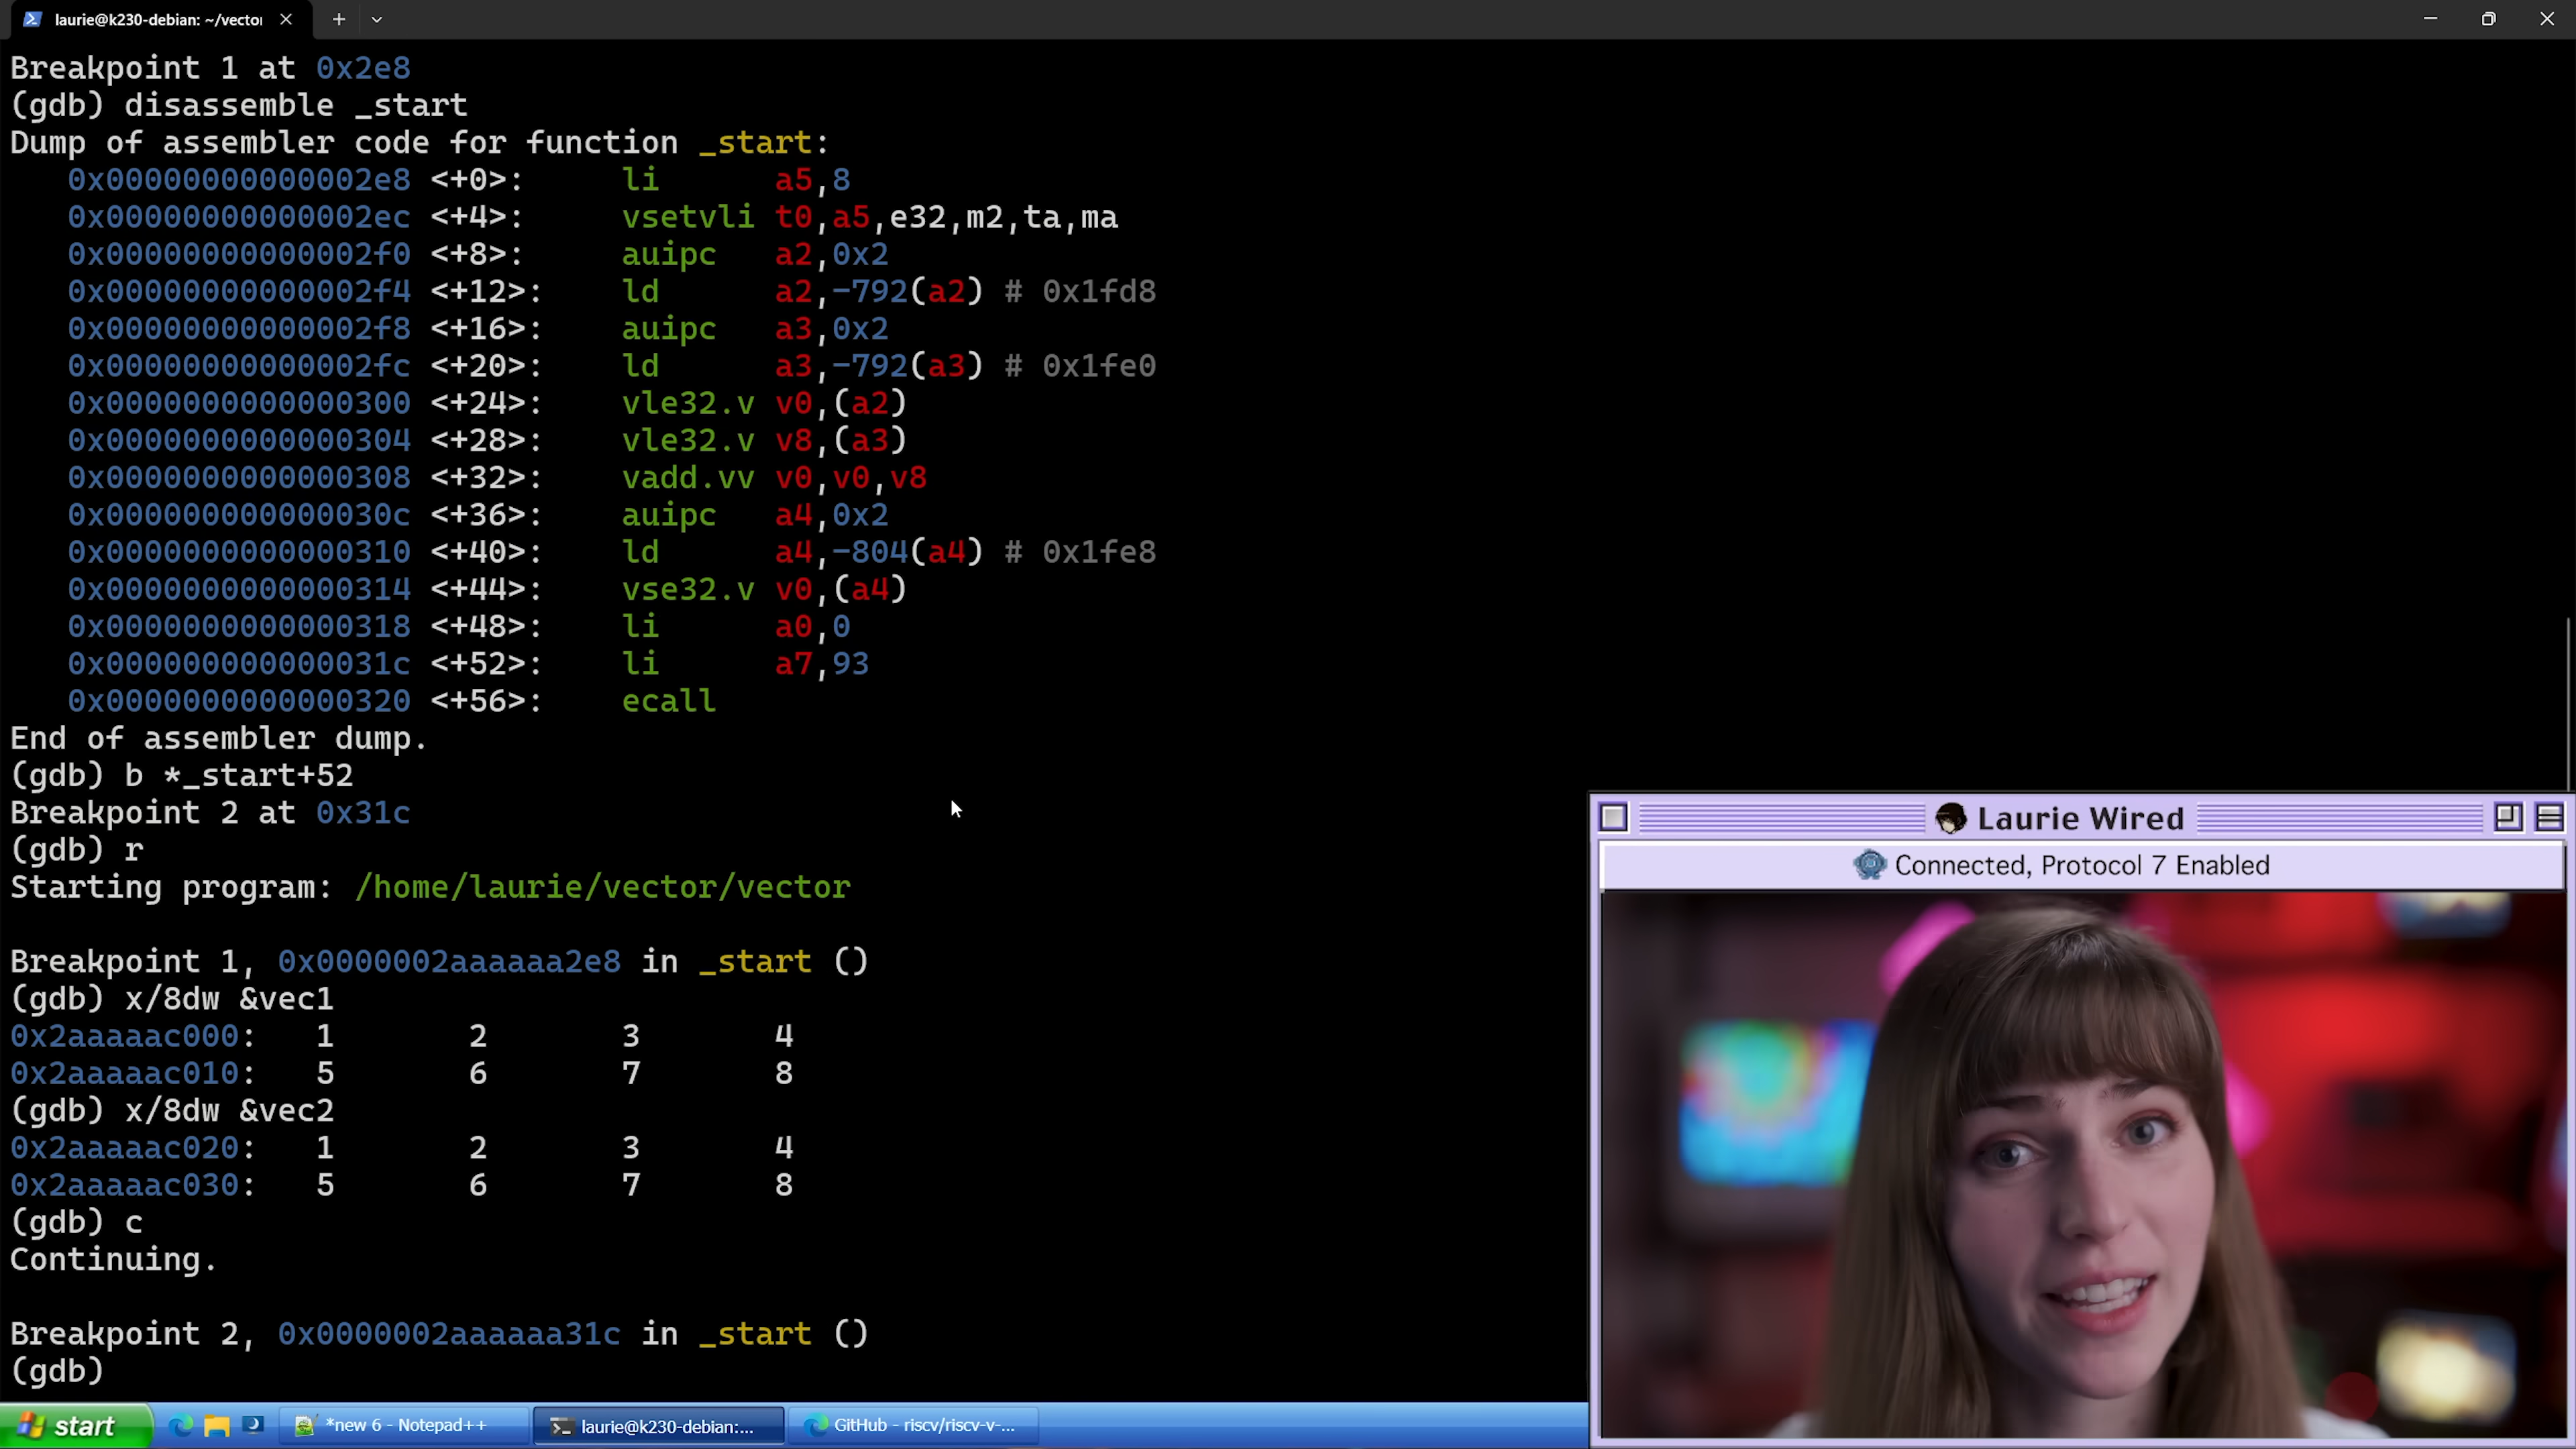 laurie@k230-debian: ~/vector
Breakpoint 1 at 0x2e8
(gdb) disassemble _start
Dump of assembler code for function _start:
0x00000000000002e8 <+0>: li a5,8
0x00000000000002ec <+4>: vsetvli t0,a5,e32,m2,ta,ma
0x00000000000002f0 <+8>: auipc a2,0x2
0x00000000000002f4 <+12>: ld a2,-792(a2) # 0x1fd8
0x00000000000002f8 <+16>: auipc a3,0x2
0x00000000000002fc <+20>: ld a3,-792(a3) # 0x1fe0
0x0000000000000300 <+24>: vle32.v v0,(a2)
0x0000000000000304 <+28>: vle32.v v8,(a3)
0x0000000000000308 <+32>: vadd.vv v0,v0,v8
0x000000000000030c <+36>: auipc a4,0x2
0x0000000000000310 <+40>: ld a4,-804(a4) # 0x1fe8
0x0000000000000314 <+44>: vse32.v v0,(a4)
0x0000000000000318 <+48>: li a0,0
0x000000000000031c <+52>: li a7,93
0x0000000000000320 <+56>: ecall
End of assembler dump.
(gdb) b *_start+52
Breakpoint 2 at 0x31c
(gdb) r
Starting program: /home/laurie/vector/vector
Breakpoint 1, 0x0000002aaaaaa2e8 in _start ()
(gdb) x/8dw &vec1
0x2aaaaac000: 1 2 3 4
0x2aaaaac010: 5 6 7 8
(gdb) x/8dw &vec2
0x2aaaaac020: 1 2 3 4
0x2aaaaac030: 5 6 7 8
(gdb) c
Continuing.
Breakpoint 2, 0x0000002aaaaaa31c in _start ()
(gdb)
Laurie Wired
Connected, Protocol 7 Enabled
start
*new 6 - Notepad++
laurie@k230-debian:...
GitHub - riscv/riscv-v-...